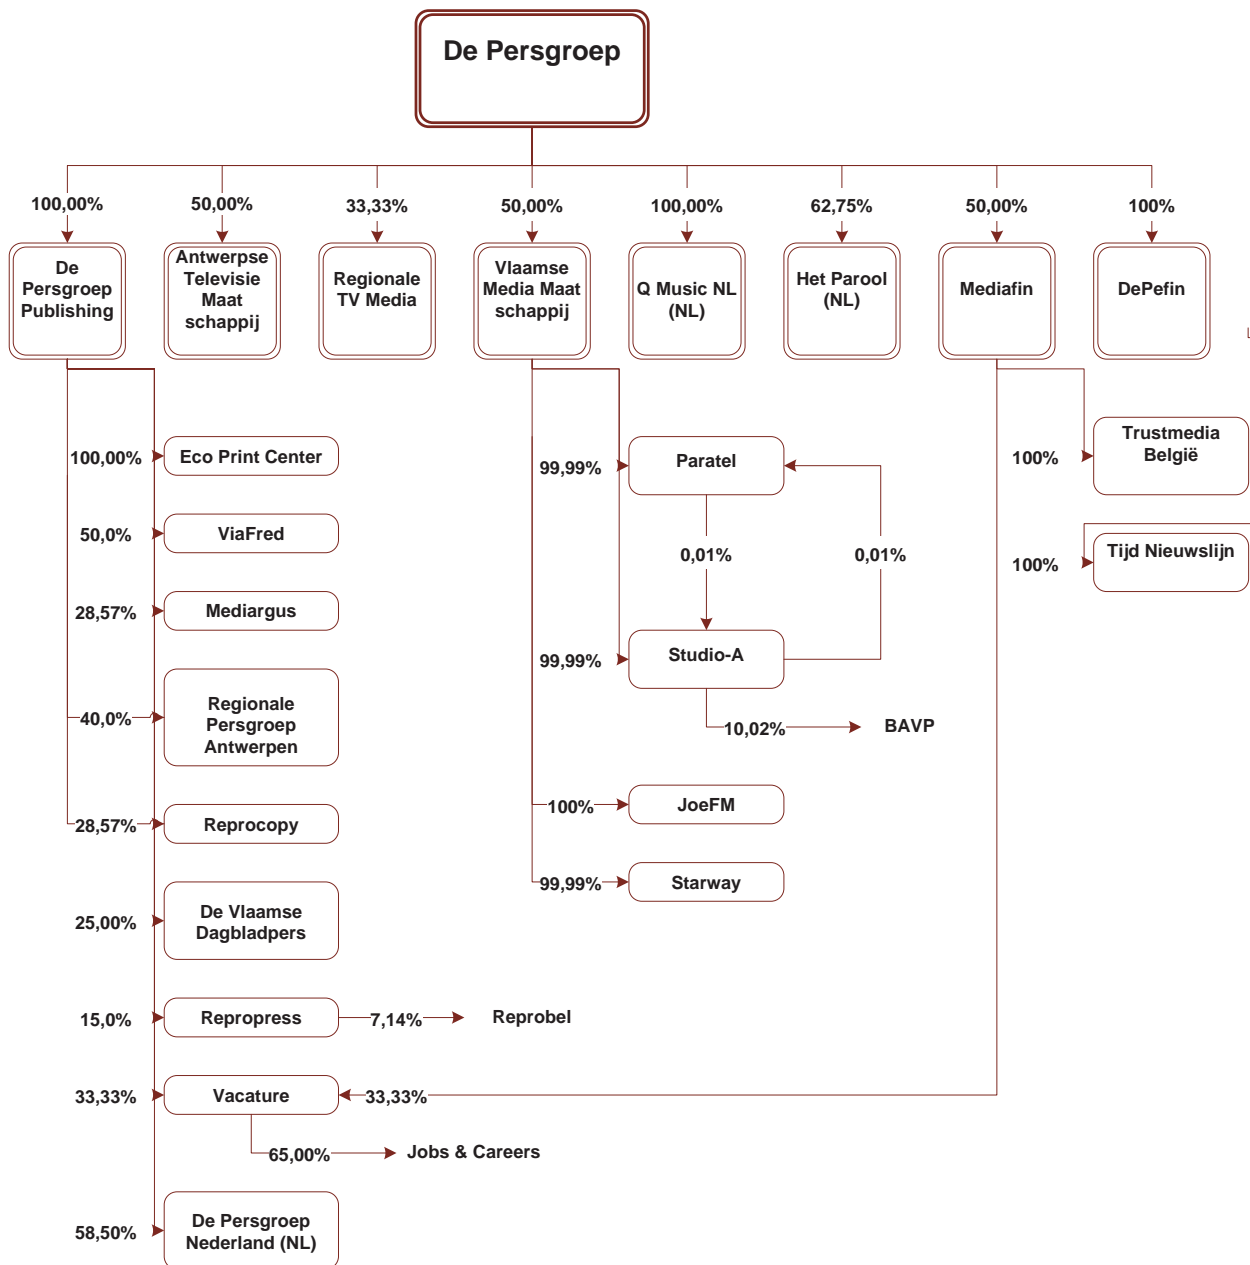 De Persgroep
100,00%
50,00%
33,33%
50,00%
100,00%
62,75%
50,00%
100%
De
Persgroep
Publishing
Antwerpse
Televisie
Maat
schappij
Regionale
TV Media
Vlaamse
Media Maat
schappij
Q Music NL
(NL)
Het Parool
(NL)
Mediafin
DePefin
100,00%
Eco Print Center
99,99%
Paratel
100%
Trustmedia
België
50,0%
ViaFred
0,01%
0,01%
100%
Tijd Nieuwslijn
28,57%
Mediargus
99,99%
Studio-A
40,0%
Regionale
Persgroep
Antwerpen
10,02%
BAVP
28,57%
Reprocopy
100%
JoeFM
99,99%
Starway
25,00%
De Vlaamse
Dagbladpers
15,0%
Repropress
7,14%
Reprobel
33,33%
Vacature
33,33%
65,00%
Jobs & Careers
58,50%
De Persgroep
Nederland (NL)